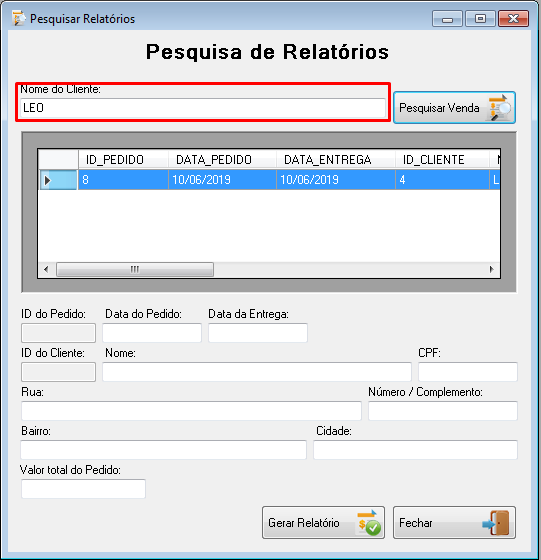 Pesquisar Relatórios
Pesquisa de Relatórios
Nome do Cliente:
LEO
Pesquisar Venda
ID_PEDIDO DATA_PEDIDO DATA_ENTREGA ID_CLIENTE
8 10/06/2019 10/06/2019 4 L
ID do Pedido: Data do Pedido: Data da Entrega:
ID do Cliente: Nome: CPF:
Rua: Número / Complemento:
Bairro: Cidade:
Valor total do Pedido:
Gerar Relatório Fechar